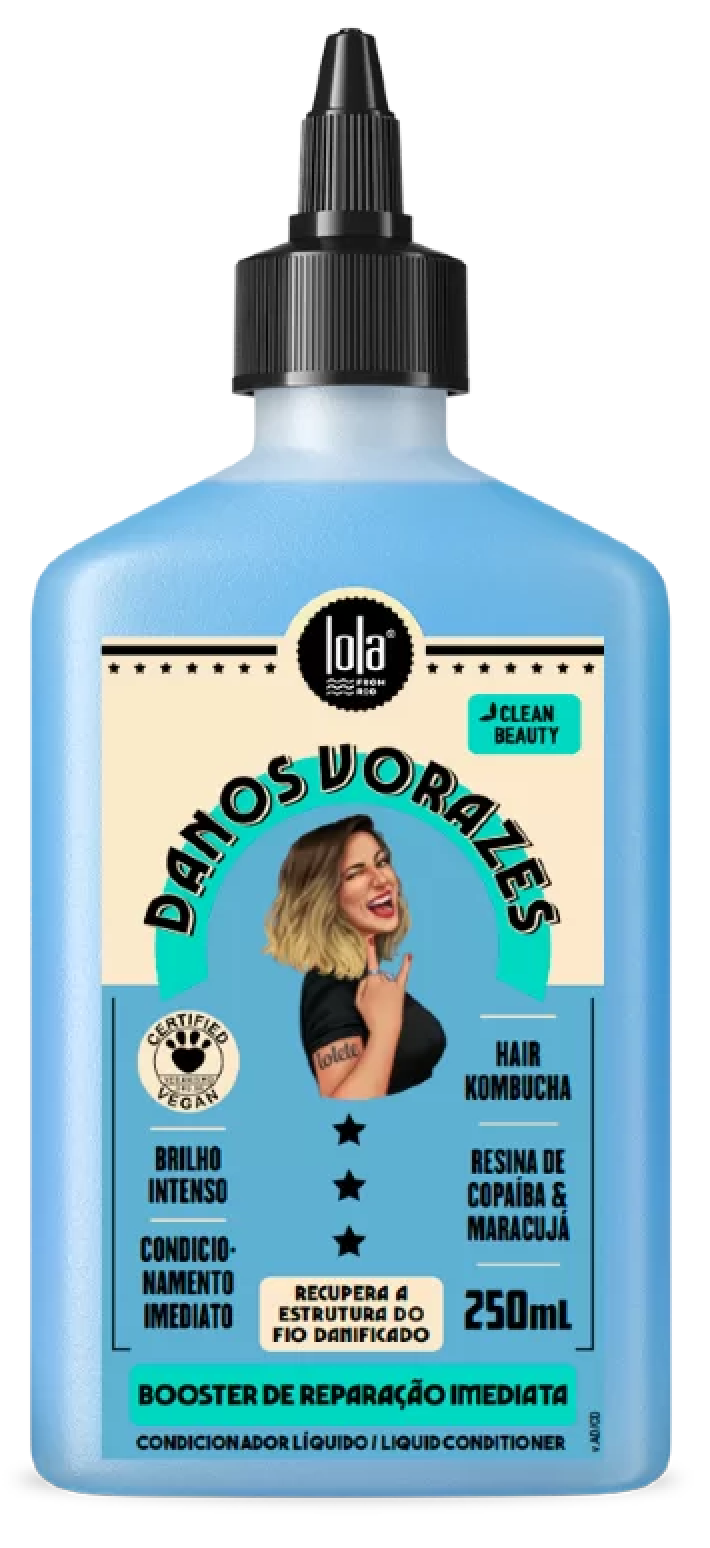 lola®
FROM
RIO
CLEAN
BEAUTY
DANOS VORAZES
lolete
CERTIFIED
VEGAN
BRILHO
INTENSO
CONDICIO-
NAMENTO
IMEDIATO
HAIR
KOMBUCHA
RESINA DE
COPAÍBA &
MARACUJÁ
250mL
RECUPERA A
ESTRUTURA DO
FIO DANIFICADO
BOOSTER DE REPARAÇÃO IMEDIATA
CONDICIONADOR LÍQUIDO / LIQUID CONDITIONER